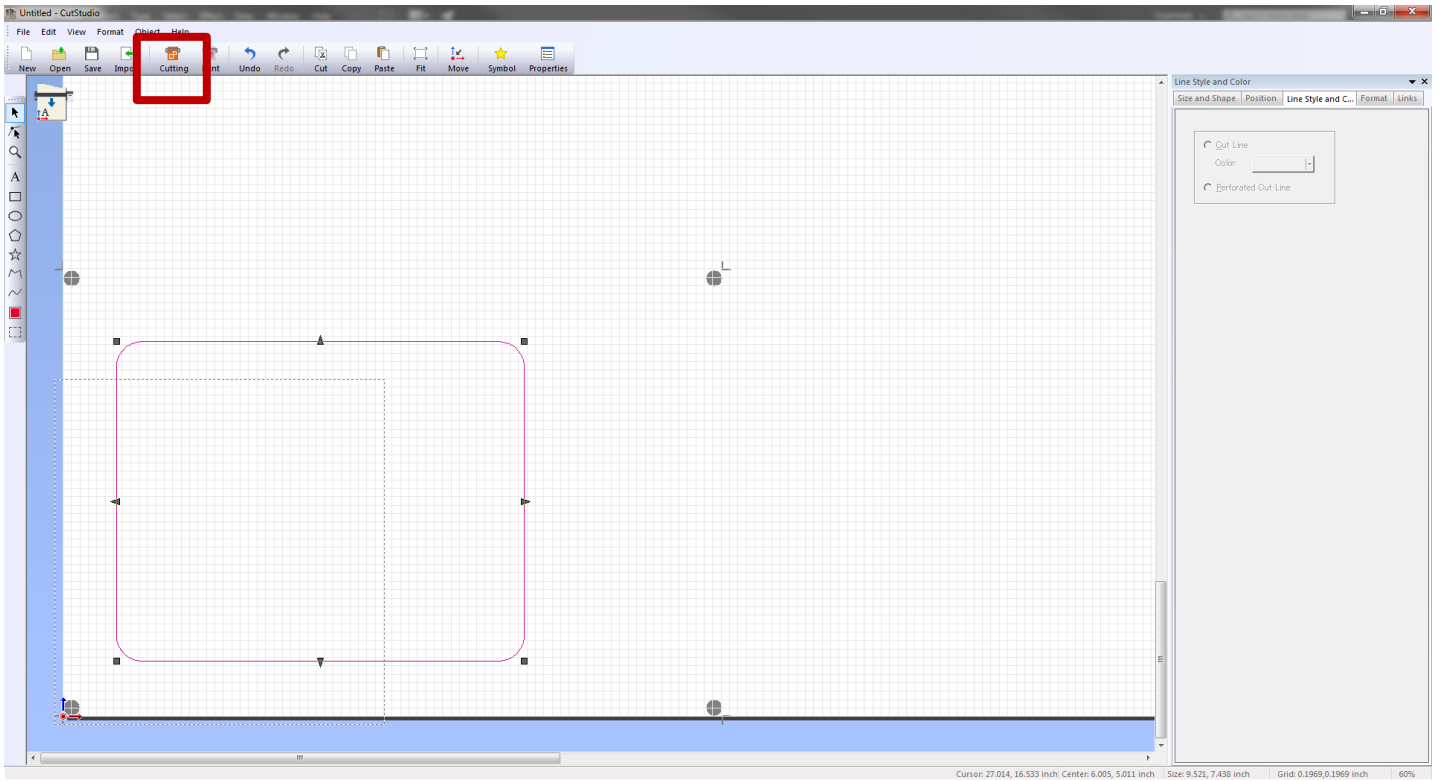 Untitled - CutStudio
File Edit View Format Object Help
New Open Save Cutting Undo Redo Cut Copy Paste Fit Move Symbol Properties
A
A
Line Style and Color
Size and Shape Position Line Style and C... Format Links
Cut Line
Color:
Perforated Cut Line
Cursor: 27.014, 16.533 inch Center: 6.005, 5.011 inch Size: 9.521, 7.438 inch Grid: 0.1969,0.1969 inch 60%